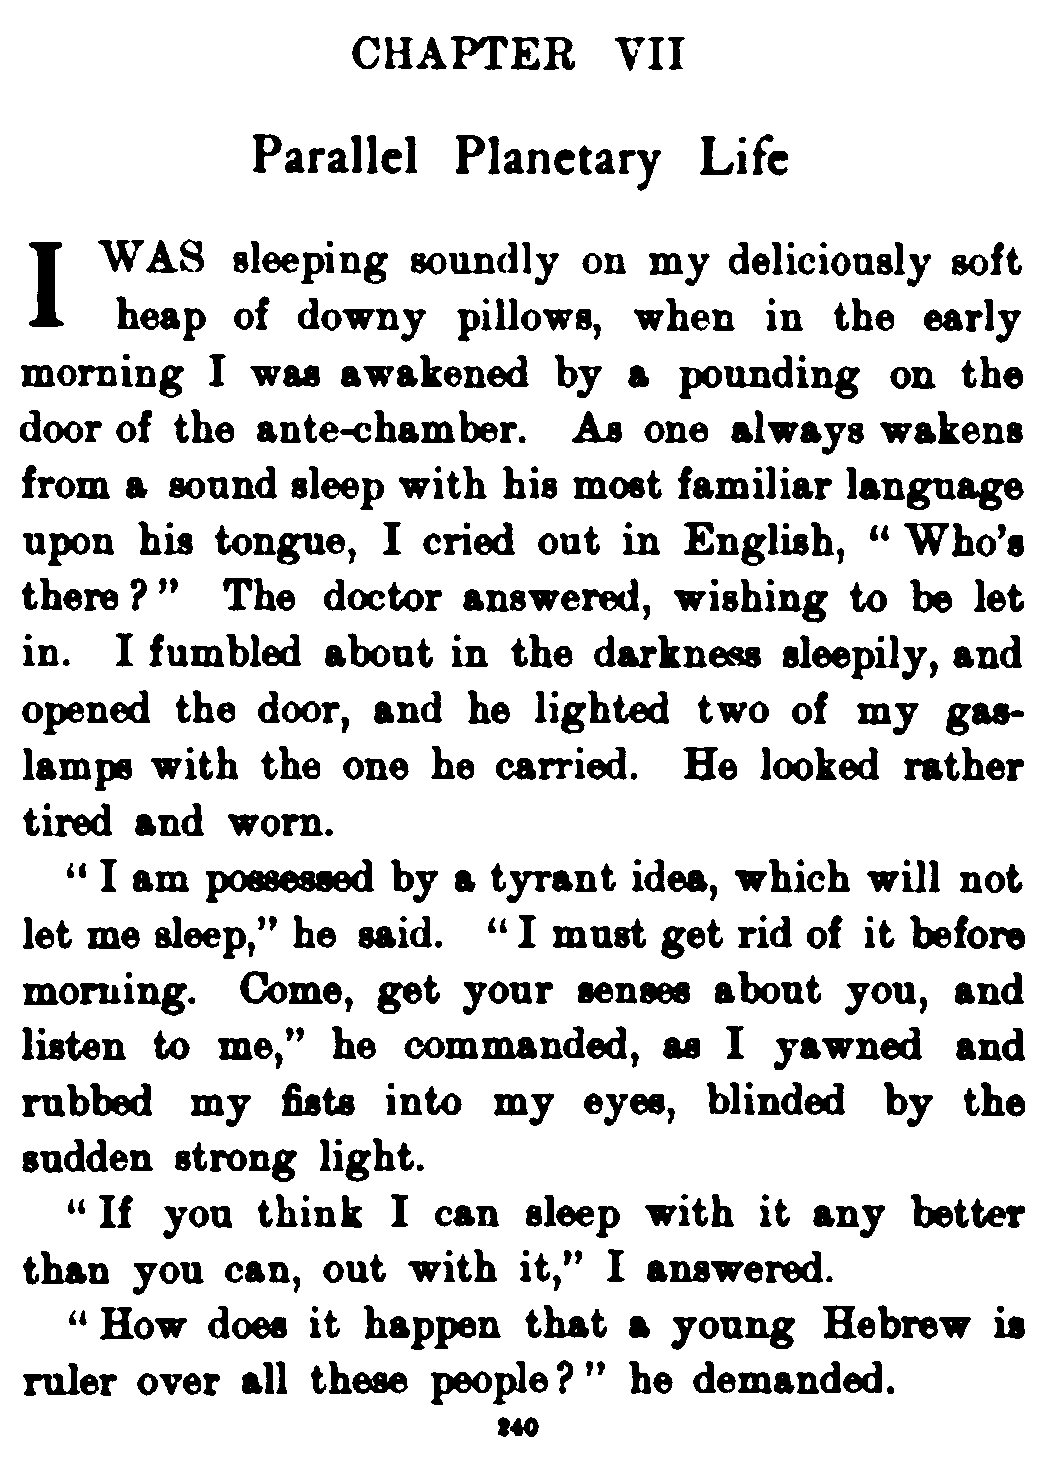 CHAPTER VII
Parallel Planetary Life
I WAS sleeping soundly on my deliciously soft
heap of downy pillows, when in the early
morning I was awakened by a pounding on the
door of the ante-chamber. As one always wakens
from a sound sleep with his most familiar language
upon his tongue, I cried out in English, “Who’s
there?” The doctor answered, wishing to be let
in. I fumbled about in the darkness sleepily, and
opened the door, and he lighted two of my gas-
lamps with the one he carried. He looked rather
tired and worn.
“I am possessed by a tyrant idea, which will not
let me sleep,” he said. “I must get rid of it before
morning. Come, get your senses about you, and
listen to me,” he commanded, as I yawned and
rubbed my fists into my eyes, blinded by the
sudden strong light.
“If you think I can sleep with it any better
than you can, out with it,” I answered.
“How does it happen that a young Hebrew is
ruler over all these people?” he demanded.
240